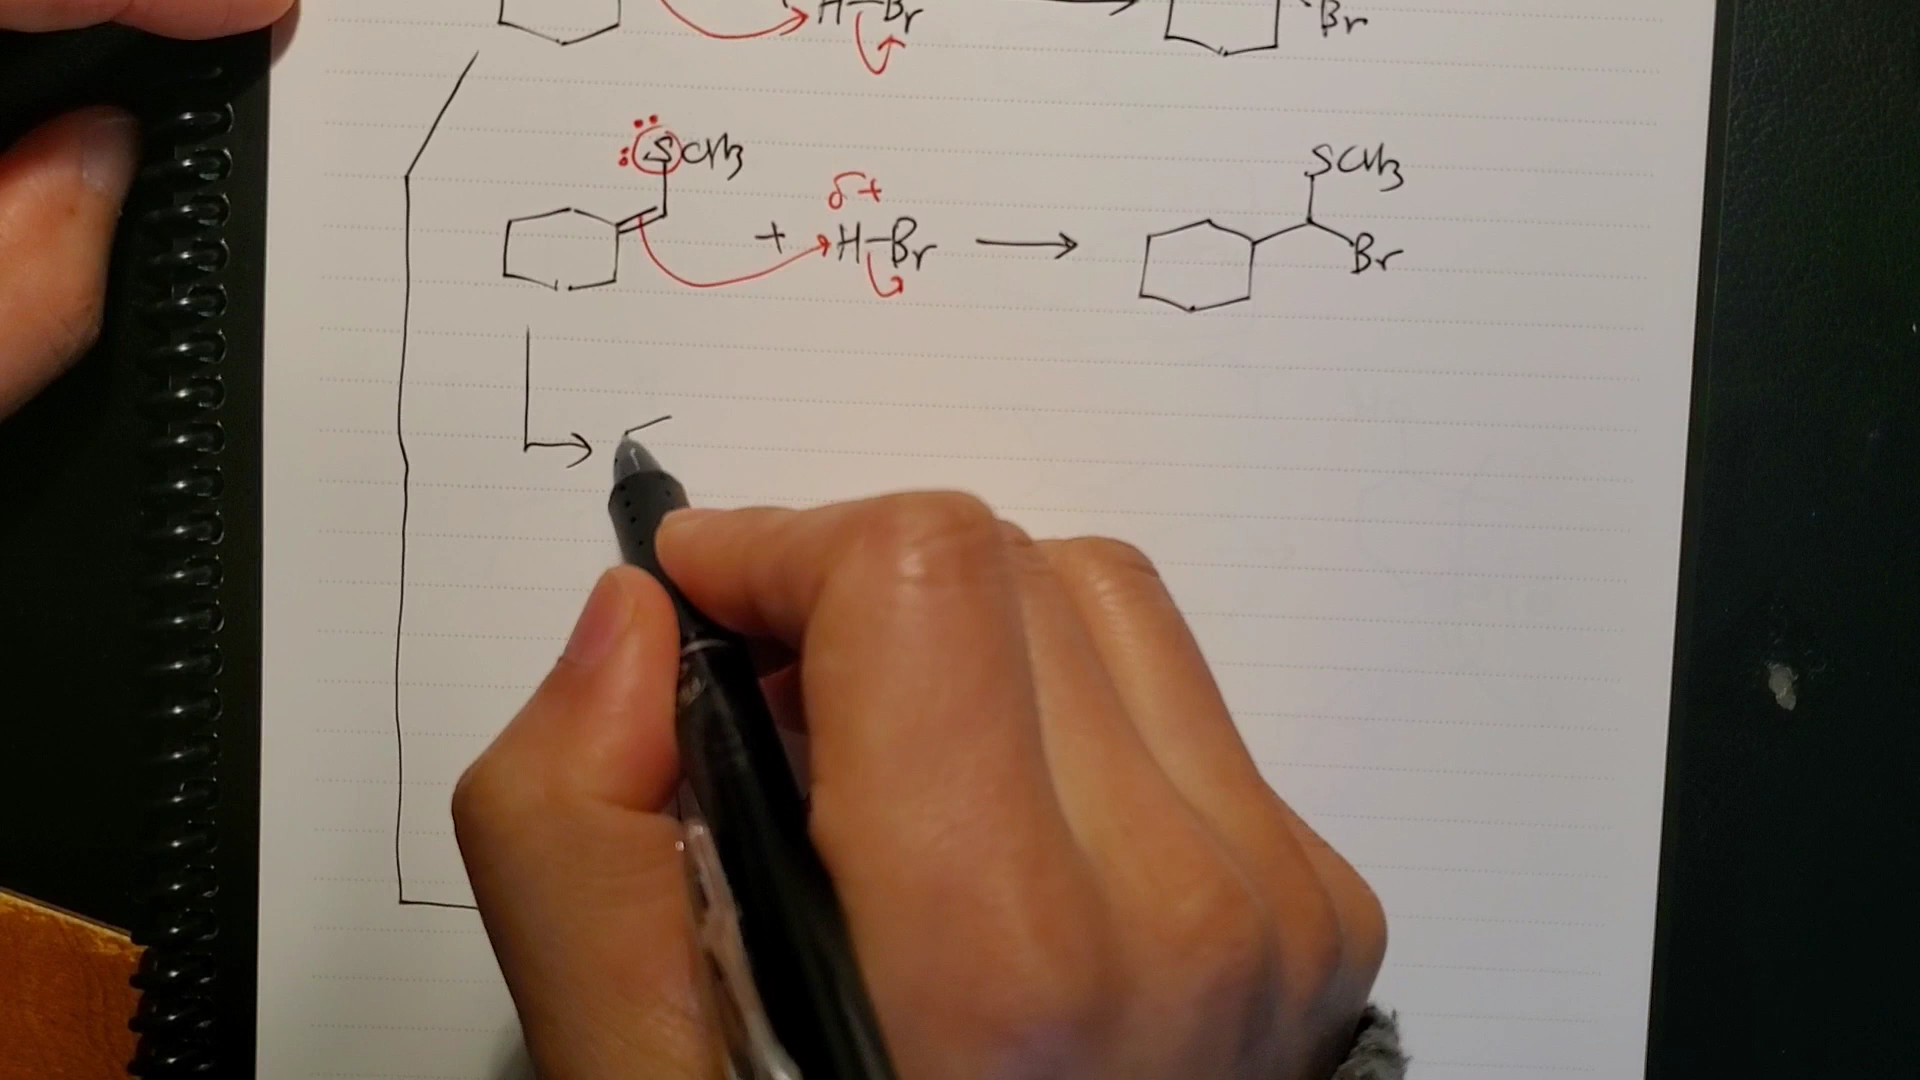 H-Br Br
:SCH3 SCH3
δ+
+ H-Br → Br